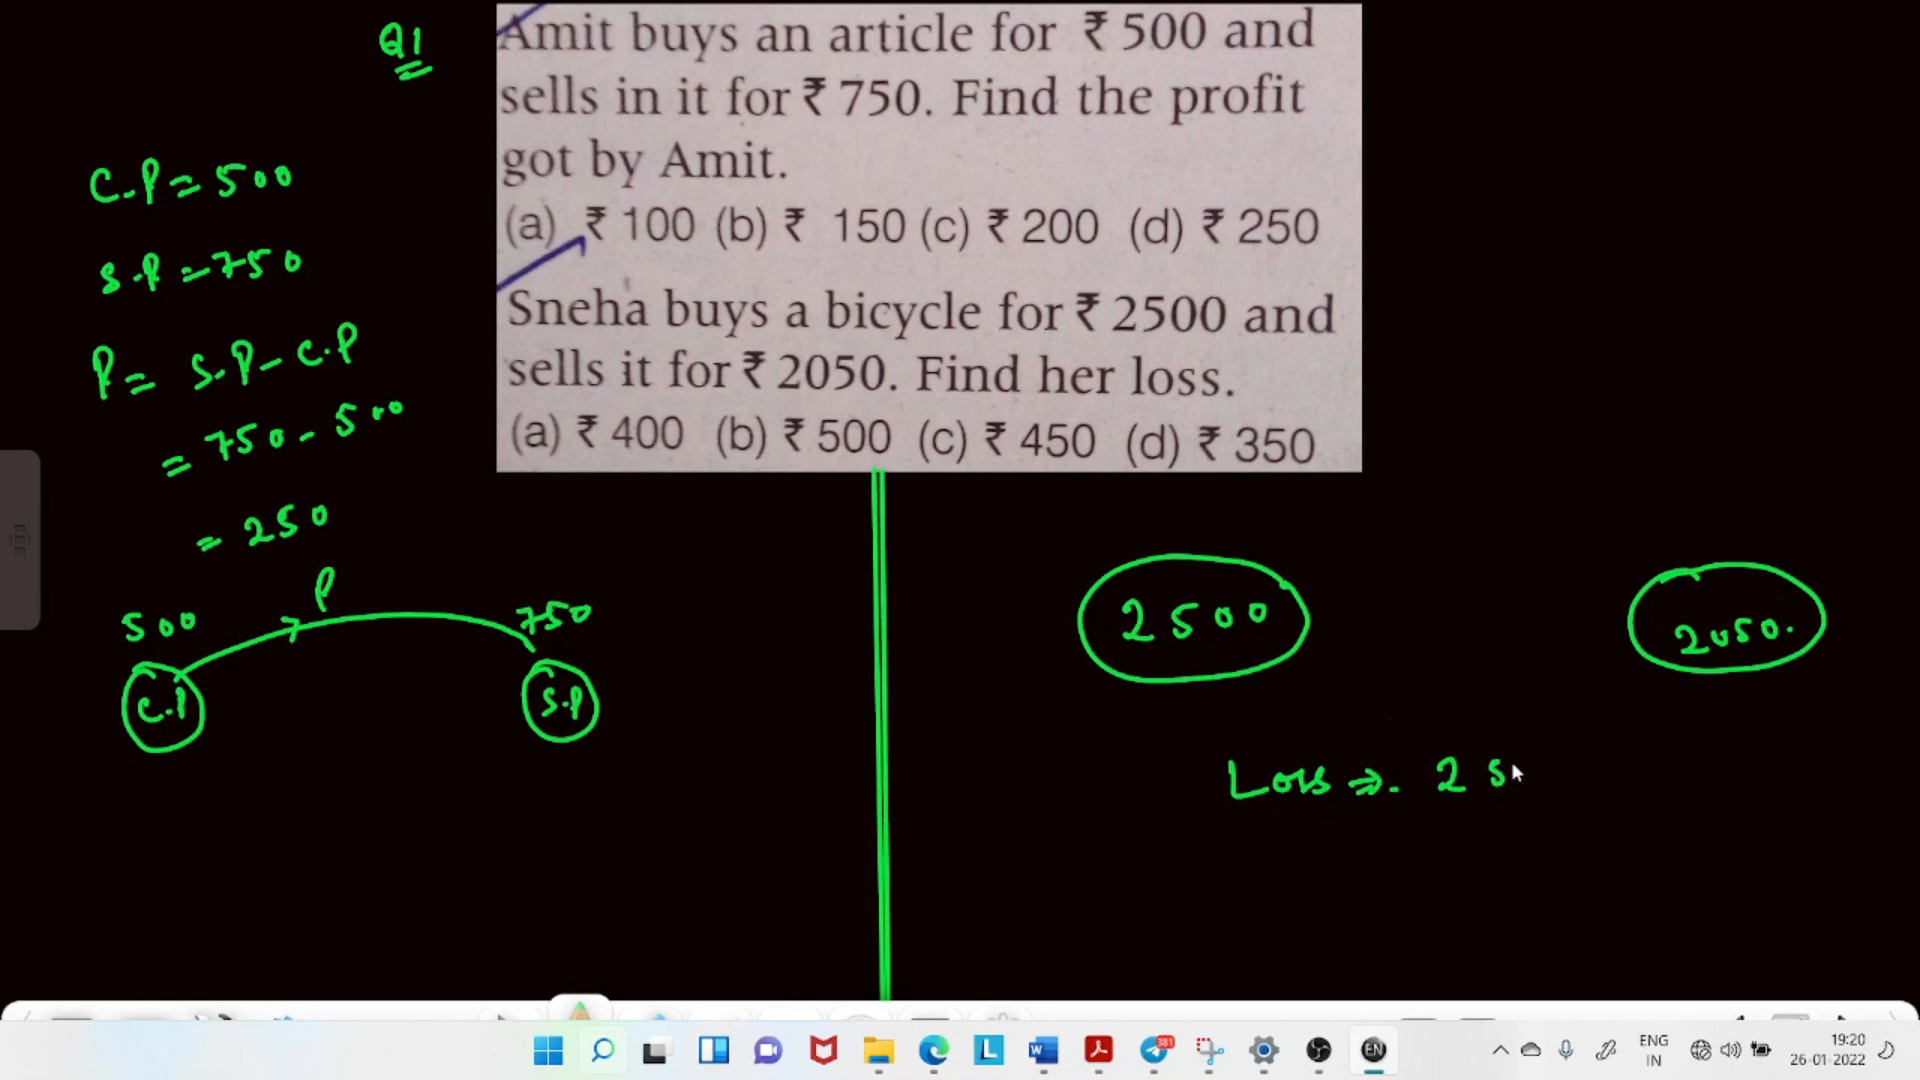 Q1
Amit buys an article for ₹ 500 and
sells in it for ₹ 750. Find the profit
got by Amit.
(a) ₹ 100 (b) ₹ 150 (c) ₹ 200 (d) ₹ 250
Sneha buys a bicycle for ₹ 2500 and
sells it for ₹ 2050. Find her loss.
(a) ₹ 400 (b) ₹ 500 (c) ₹ 450 (d) ₹ 350
C.P = 500
S.P = 750
P = S.P - C.P
= 750 - 500
= 250
P
500
750
C.P
S.P
2500
2050.
Loss ⇒. 2 5
L
W
381
EN
ENG
IN
19:20
26-01-2022